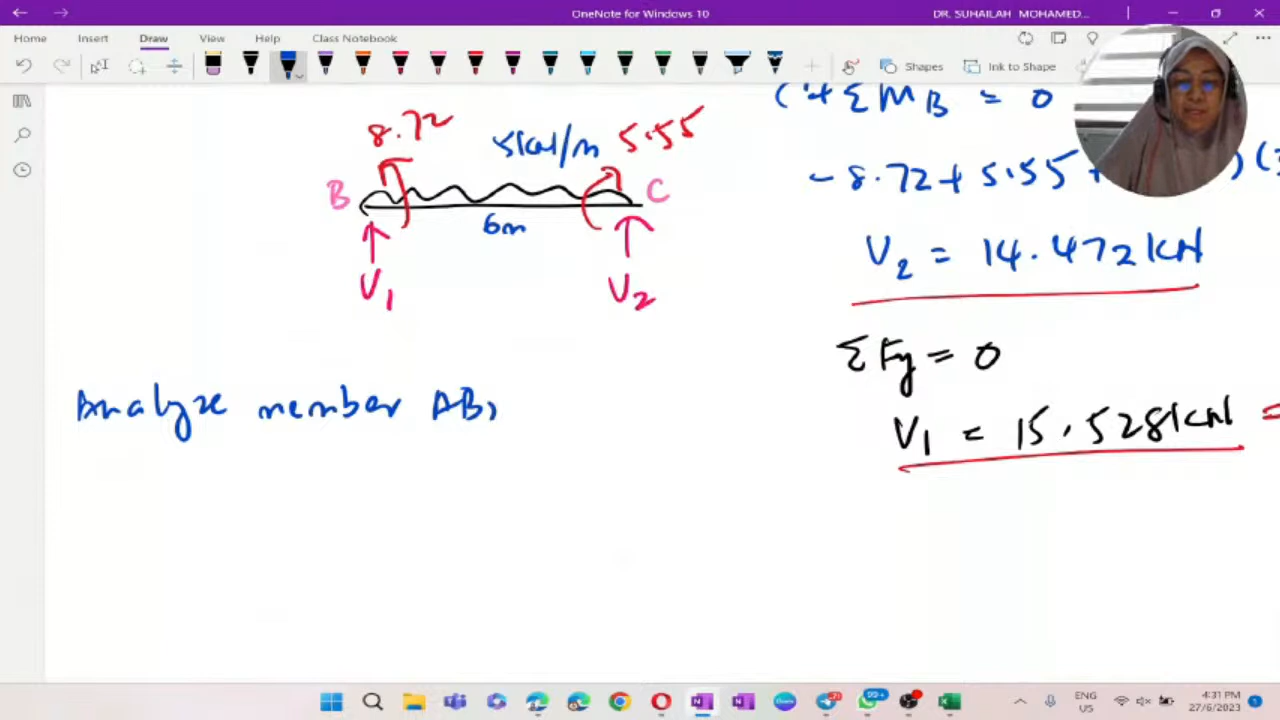 OneNote for Windows 10
DR. SUHAILAH MOHAMED...
Home Insert Draw View Help Class Notebook
Shapes Ink to Shape
8.72
5kN/m 5.55
B C
6m
V1 V2
(+ΣMB = 0
-8.72+5.55+
V2 = 14.472kN
ΣFy = 0
V1 = 15.528kN =
Analyze member AB,
99+
ENG
US
4:31 PM
27/6/2023